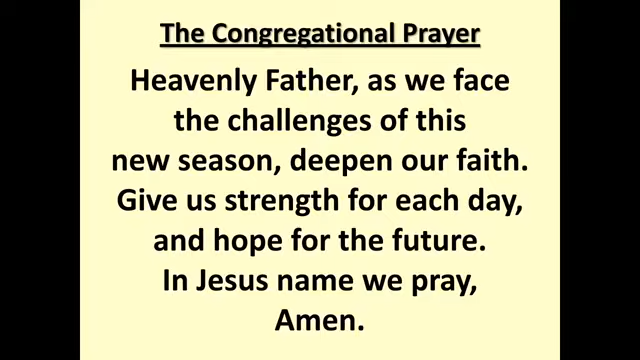 The Congregational Prayer
Heavenly Father, as we face
the challenges of this
new season, deepen our faith.
Give us strength for each day,
and hope for the future.
In Jesus name we pray,
Amen.